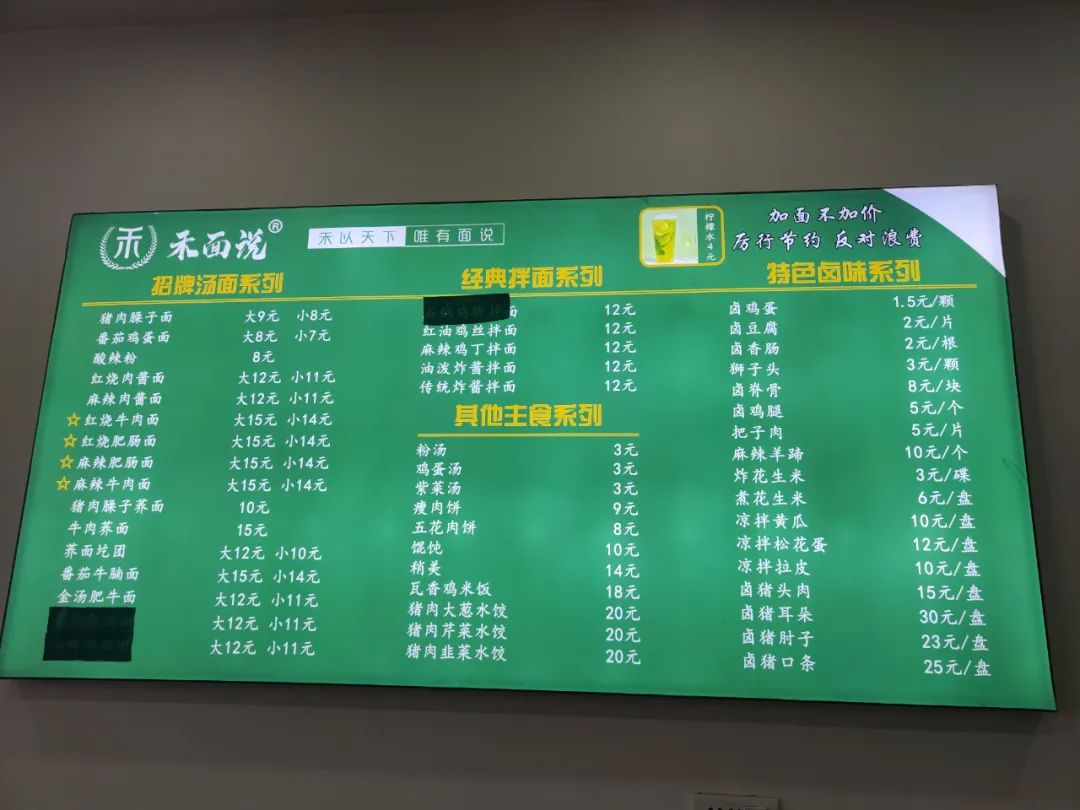 禾 禾面说®
禾以天下 唯有面说
柠檬水4元
加面不加价
厉行节约 反对浪费
招牌汤面系列
猪肉臊子面 大9元 小8元
番茄鸡蛋面 大8元 小7元
酸辣粉 8元
红烧肉酱面 大12元 小11元
麻辣肉酱面 大12元 小11元
☆红烧牛肉面 大15元 小14元
☆红烧肥肠面 大15元 小14元
☆麻辣肥肠面 大15元 小14元
☆麻辣牛肉面 大15元 小14元
猪肉臊子荞面 10元
牛肉荞面 15元
荞面圪团 大12元 小10元
番茄牛腩面 大15元 小14元
金汤肥牛面 大12元 小11元
大12元 小11元
大12元 小11元
经典拌面系列
拌面 12元
红油鸡丝拌面 12元
麻辣鸡丁拌面 12元
油泼炸酱拌面 12元
传统炸酱拌面 12元
其他主食系列
粉汤 3元
鸡蛋汤 3元
紫菜汤 3元
瘦肉饼 9元
五花肉饼 8元
馄饨 10元
稍美 14元
瓦香鸡米饭 18元
猪肉大葱水饺 20元
猪肉芹菜水饺 20元
猪肉韭菜水饺 20元
特色卤味系列
卤鸡蛋 1.5元/颗
卤豆腐 2元/片
卤香肠 2元/根
狮子头 3元/颗
卤脊骨 8元/块
卤鸡腿 5元/个
把子肉 5元/片
麻辣羊蹄 10元/个
炸花生米 3元/碟
煮花生米 6元/盘
凉拌黄瓜 10元/盘
凉拌松花蛋 12元/盘
凉拌拉皮 10元/盘
卤猪头肉 15元/盘
卤猪耳朵 30元/盘
卤猪肘子 23元/盘
卤猪口条 25元/盘